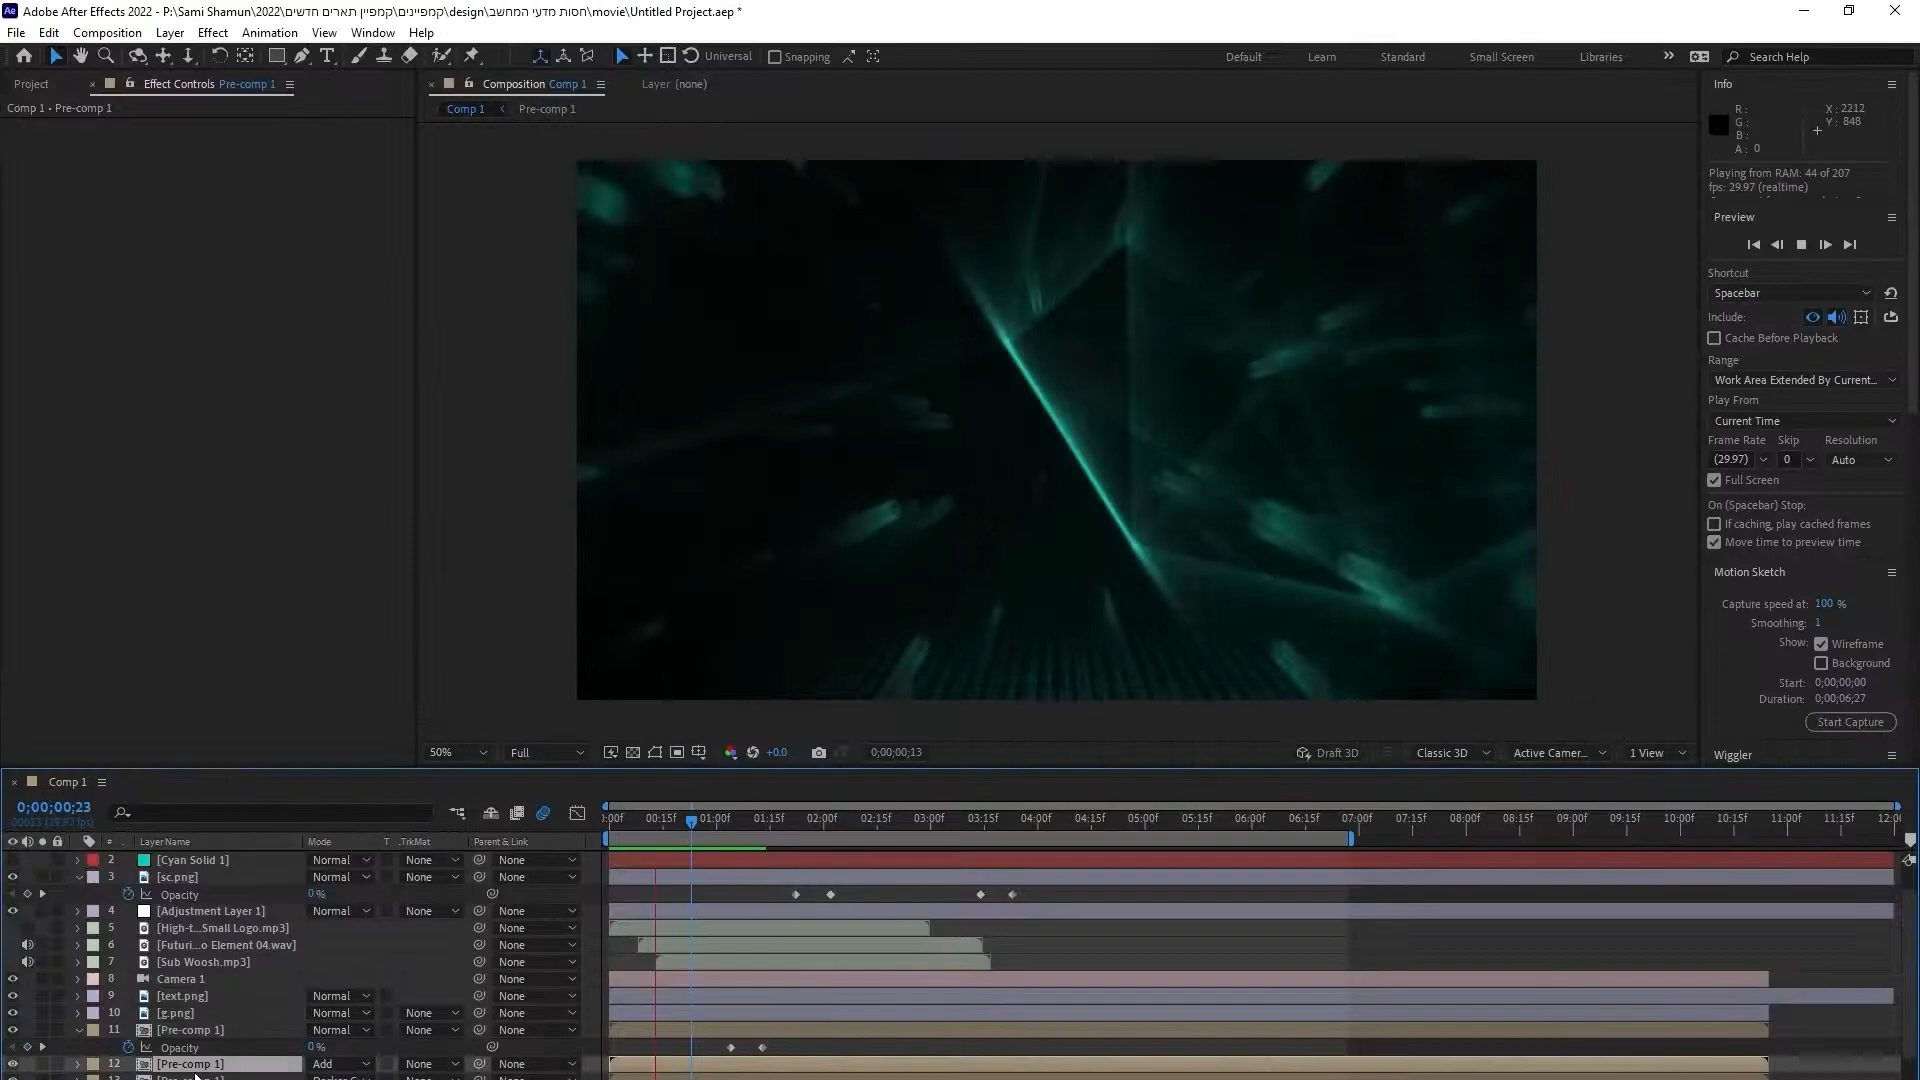 Adobe After Effects 2022 - P:\Sami Shamun\2022\קמפיינים\קמפיין תארים חדשים\design\חסות מדעי המחשב\movie\Untitled Project.aep *
File Edit Composition Layer Effect Animation View Window Help
Universal Snapping Default Learn Standard Small Screen Libraries Search Help
Project Effect Controls Pre-comp 1 Composition Comp 1 Layer (none) Info
Comp 1 • Pre-comp 1 Comp 1 Pre-comp 1
R : X : 2212
G : Y : 848
B :
A : 0
Playing from RAM: 44 of 207
fps: 29.97 (realtime)
Preview
Shortcut
Spacebar
Include:
Cache Before Playback
Range
Work Area Extended By Current...
Play From
Current Time
Frame Rate Skip Resolution
(29.97) 0 Auto
Full Screen
On (Spacebar) Stop:
If caching, play cached frames
Move time to preview time
Motion Sketch
Capture speed at: 100 %
Smoothing: 1
Show: Wireframe
Background
Start: 0;00;00;00
Duration: 0;00;06;27
Start Capture
Wiggler
50% Full +0.0 0;00;00;13 Draft 3D Classic 3D Active Camer... 1 View
Comp 1
0;00;00;23
00023 (29.97 fps)
:00f 00:15f 01:00f 01:15f 02:00f 02:15f 03:00f 03:15f 04:00f 04:15f 05:00f 05:15f 06:00f 06:15f 07:00f 07:15f 08:00f 08:15f 09:00f 09:15f 10:00f 10:15f 11:00f 11:15f 12:00
# Layer Name Mode T .TrkMat Parent & Link
2 [Cyan Solid 1] Normal None None
3 [sc.png] Normal None None
Opacity 0 %
4 [Adjustment Layer 1] Normal None None
5 [High-t...Small Logo.mp3] None
6 [Futuri...o Element 04.wav] None
7 [Sub Woosh.mp3] None
8 Camera 1 None
9 [text.png] Normal None
10 [g.png] Normal None None
11 [Pre-comp 1] Normal None None
Opacity 0 %
12 [Pre-comp 1] Add None None